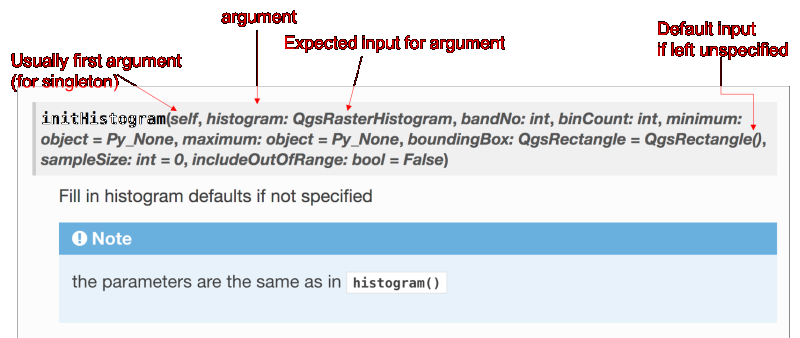 argument
Default input
if left unspecified
Expected input for argument
Usually first argument
(for singleton)
initHistogram(self, histogram: QgsRasterHistogram, bandNo: int, binCount: int, minimum:
object = Py_None, maximum: object = Py_None, boundingBox: QgsRectangle = QgsRectangle(),
sampleSize: int = 0, includeOutOfRange: bool = False)
Fill in histogram defaults if not specified
Note
the parameters are the same as in histogram()